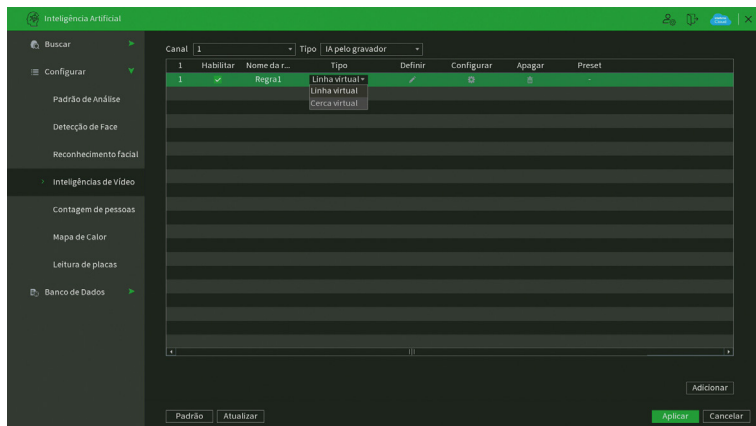 Inteligência Artificial
Buscar
Configurar
Padrão de Análise
Detecção de Face
Reconhecimento facial
Inteligências de Vídeo
Contagem de pessoas
Mapa de Calor
Leitura de placas
Banco de Dados
Canal 1 Tipo IA pelo gravador
1 Habilitar Nome da r... Tipo Definir Configurar Apagar Preset
1 Regra1 Linha virtual -
Linha virtual
Cerca virtual
Adicionar
Padrão Atualizar Aplicar Cancelar